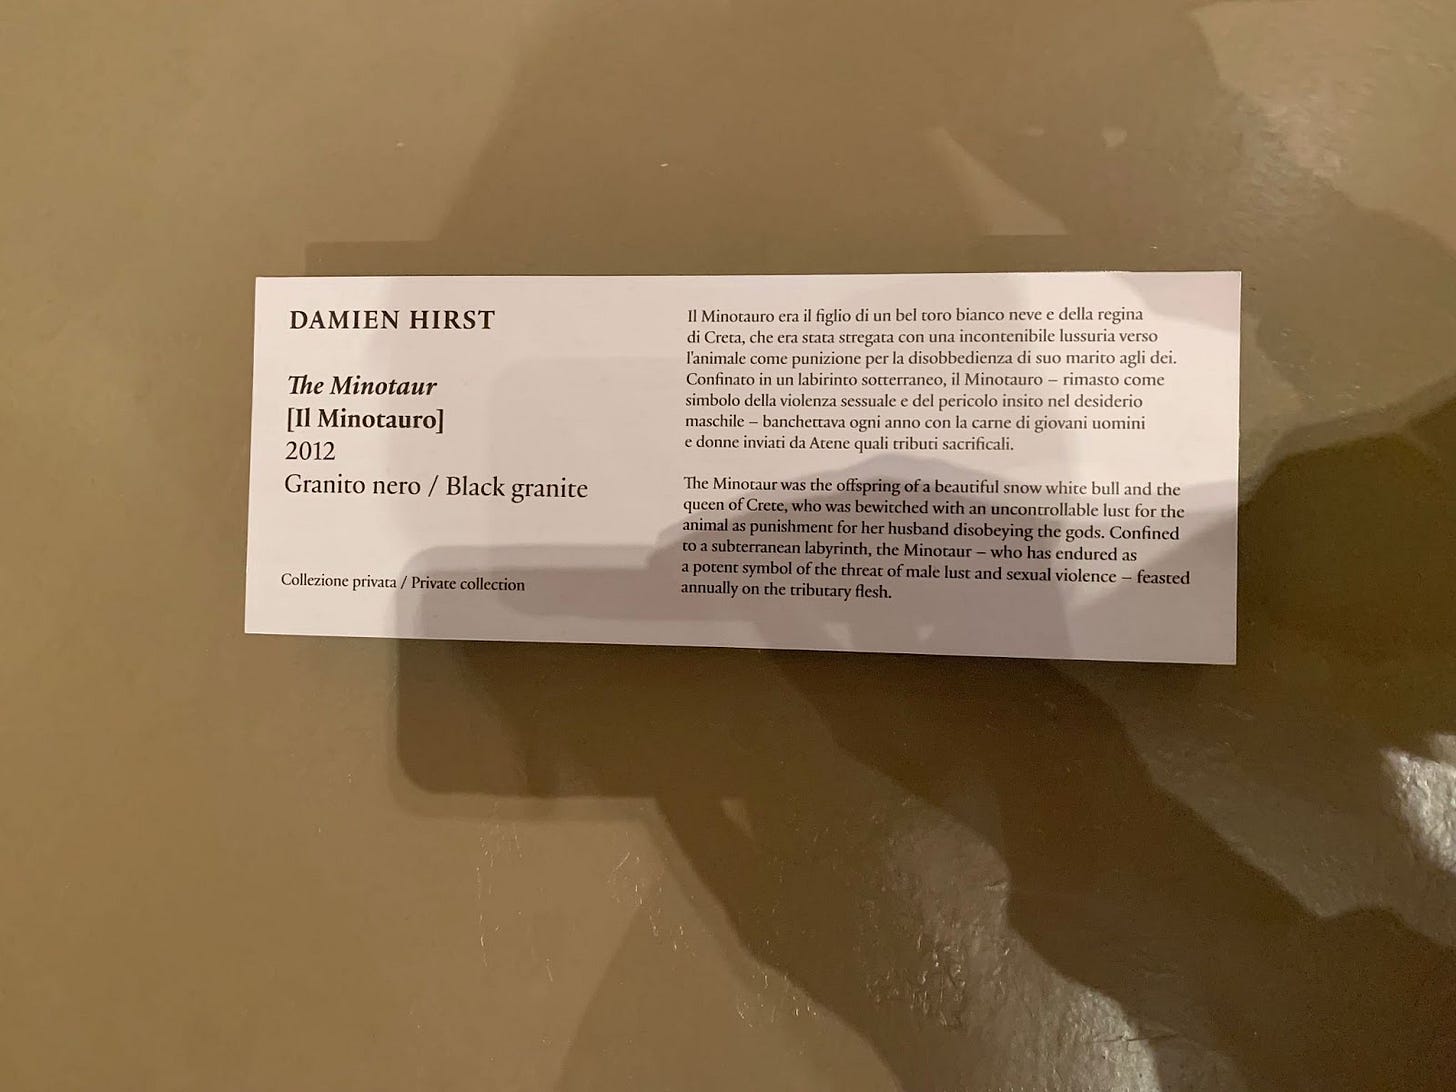 DAMIEN HIRST
The Minotaur
[Il Minotauro]
2012
Granito nero / Black granite
Collezione privata / Private collection
Il Minotauro era il figlio di un bel toro bianco neve e della regina
di Creta, che era stata stregata con una incontenibile lussuria verso
l'animale come punizione per la disobbedienza di suo marito agli dei.
Confinato in un labirinto sotterraneo, il Minotauro – rimasto come
simbolo della violenza sessuale e del pericolo insito nel desiderio
maschile – banchettava ogni anno con la carne di giovani uomini
e donne inviati da Atene quali tributi sacrificali.
The Minotaur was the offspring of a beautiful snow white bull and the
queen of Crete, who was bewitched with an uncontrollable lust for the
animal as punishment for her husband disobeying the gods. Confined
to a subterranean labyrinth, the Minotaur – who has endured as
a potent symbol of the threat of male lust and sexual violence – feasted
annually on the tributary flesh.